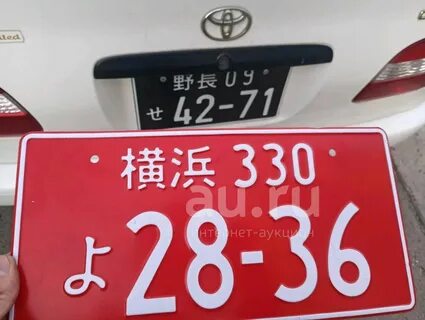 野長 09
せ 42-71
横浜 330
よ 28-36
au.ru
интернет-аукцион